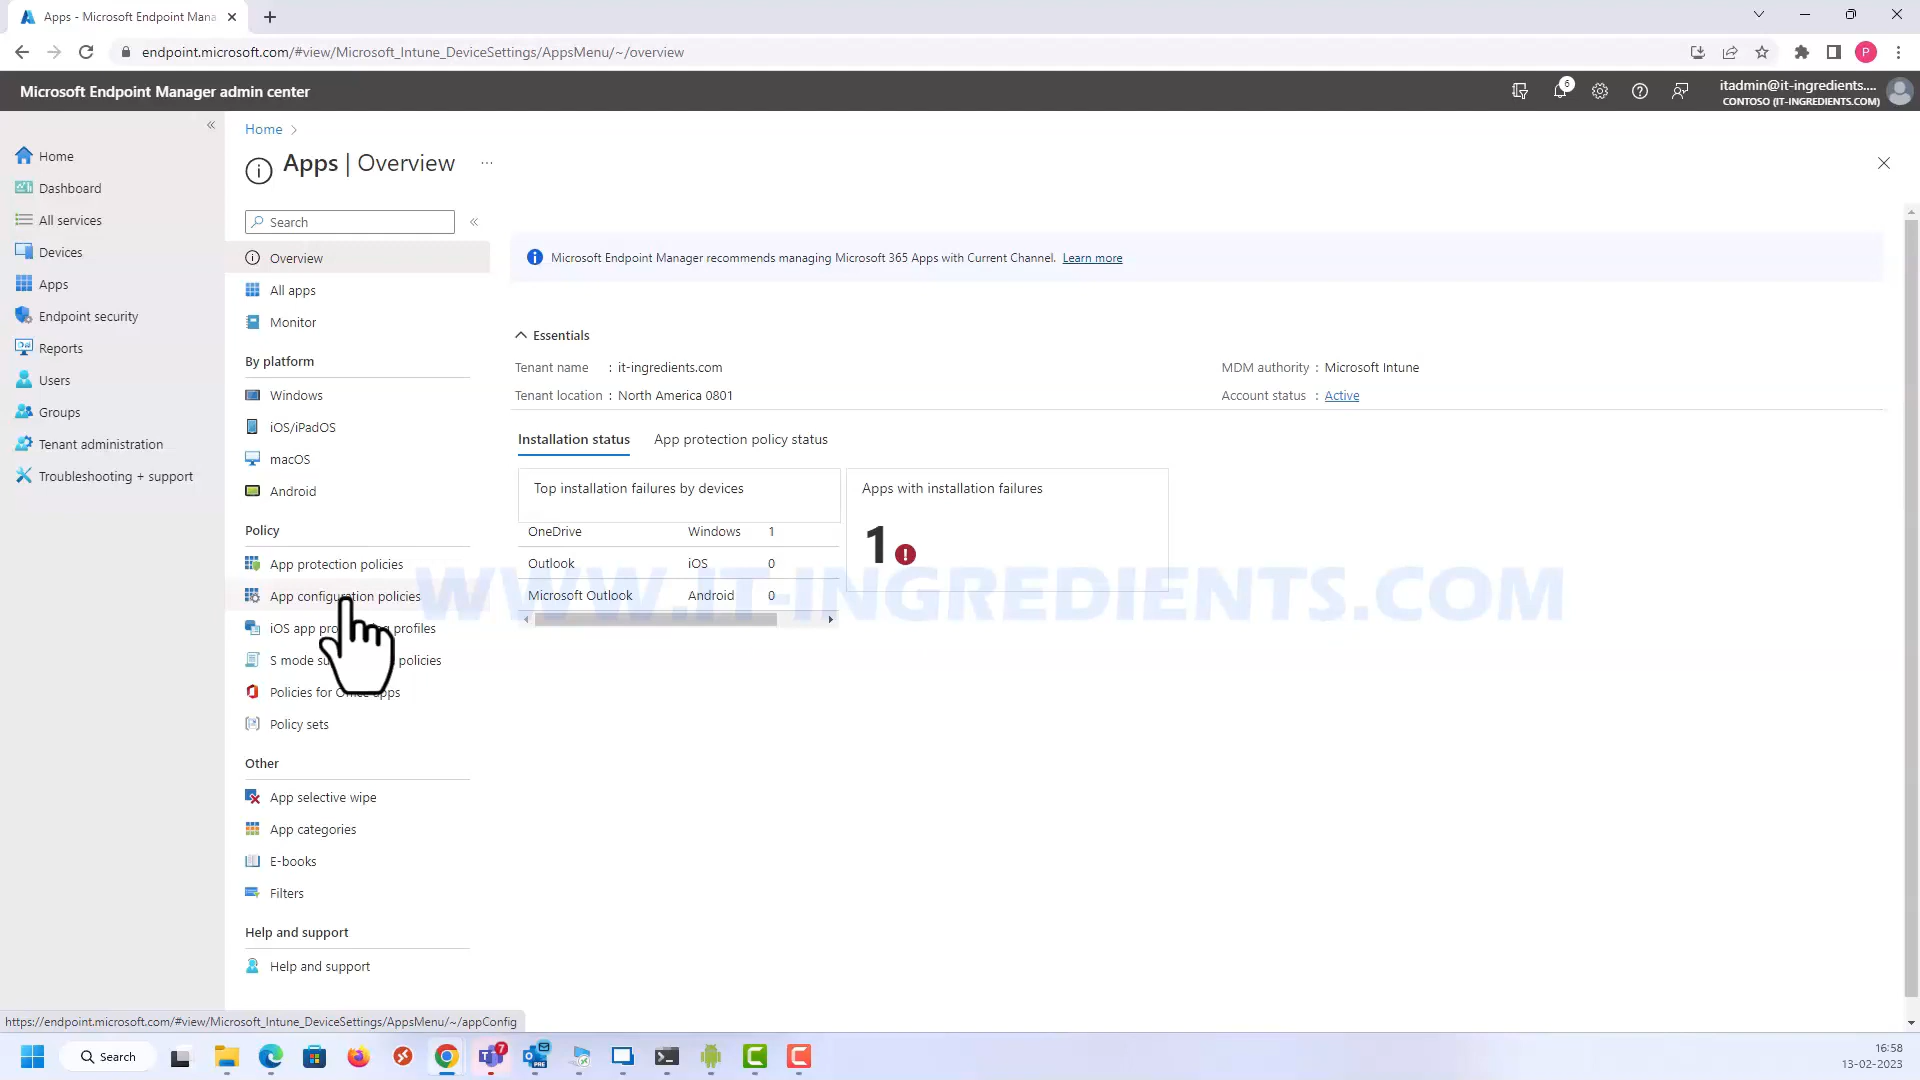 Apps - Microsoft Endpoint Mana
endpoint.microsoft.com/#view/Microsoft_Intune_DeviceSettings/AppsMenu/~/overview
P
Microsoft Endpoint Manager admin center
6
itadmin@it-ingredients....
CONTOSO (IT-INGREDIENTS.COM)
Home
Dashboard
All services
Devices
Apps
Endpoint security
Reports
Users
Groups
Tenant administration
Troubleshooting + support
Home
Apps | Overview
Search
Overview
All apps
Monitor
By platform
Windows
iOS/iPadOS
macOS
Android
Policy
App protection policies
App configuration policies
iOS app profiles
S mode policies
Policies for Office apps
Policy sets
Other
App selective wipe
App categories
E-books
Filters
Help and support
Help and support
Microsoft Endpoint Manager recommends managing Microsoft 365 Apps with Current Channel. Learn more
Essentials
Tenant name : it-ingredients.com
Tenant location : North America 0801
MDM authority : Microsoft Intune
Account status : Active
Installation status App protection policy status
Top installation failures by devices
OneDrive Windows 1
Outlook iOS 0
Microsoft Outlook Android 0
Apps with installation failures
1
WWW.IT-INGREDIENTS.COM
https://endpoint.microsoft.com/#view/Microsoft_Intune_DeviceSettings/AppsMenu/~/appConfig
Search
7
PRE
16:58
13-02-2023